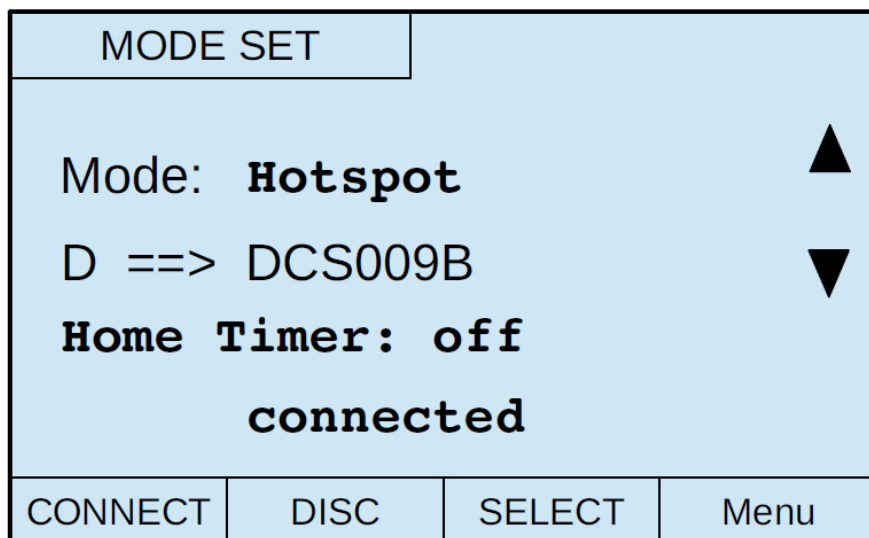 MODE SET
Mode: Hotspot
D ==> DCS009B
Home Timer: off
connected
CONNECT DISC SELECT Menu